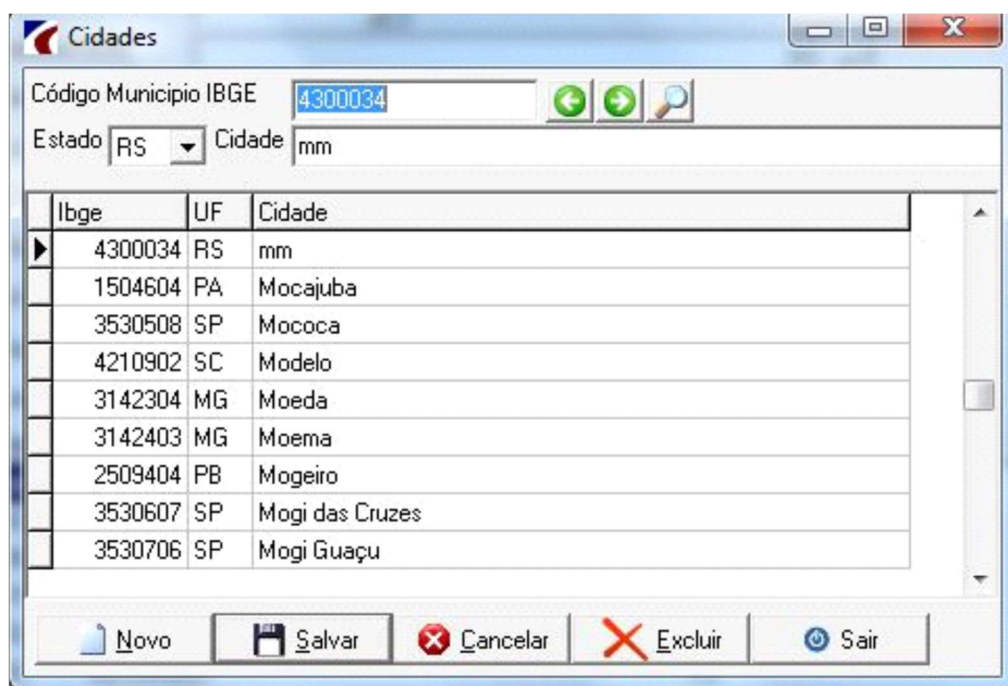 Cidades
Código Municipio IBGE 4300034
Estado RS Cidade mm
Ibge UF Cidade
4300034 RS mm
1504604 PA Mocajuba
3530508 SP Mococa
4210902 SC Modelo
3142304 MG Moeda
3142403 MG Moema
2509404 PB Mogeiro
3530607 SP Mogi das Cruzes
3530706 SP Mogi Guaçu
Novo Salvar Cancelar Excluir Sair